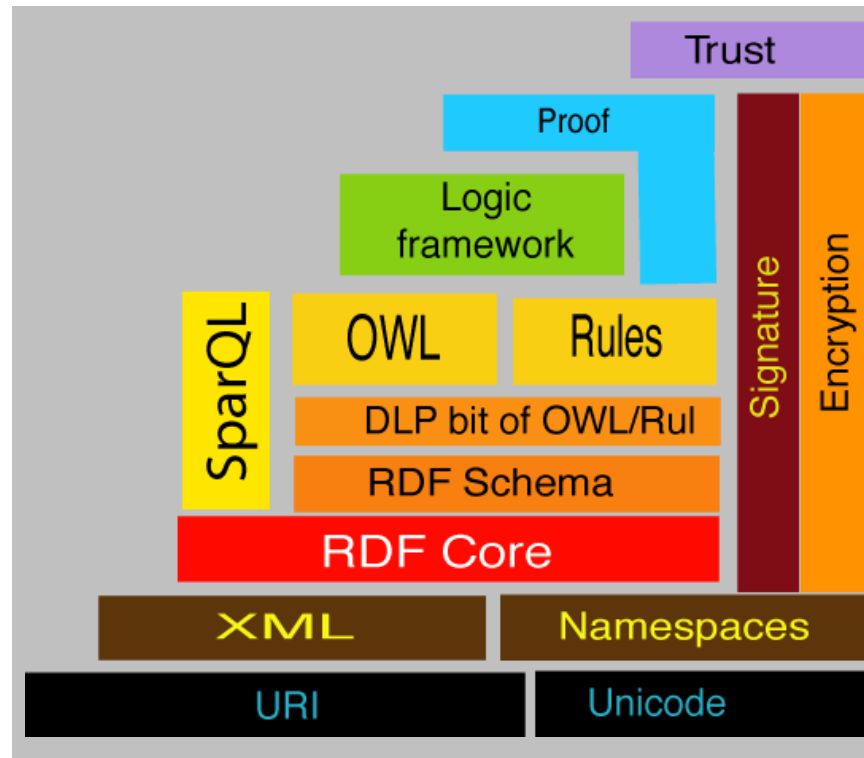 Trust
Proof
Logic
framework
SparQL
OWL
Rules
Signature
Encryption
DLP bit of OWL/Rul
RDF Schema
RDF Core
XML
Namespaces
URI
Unicode